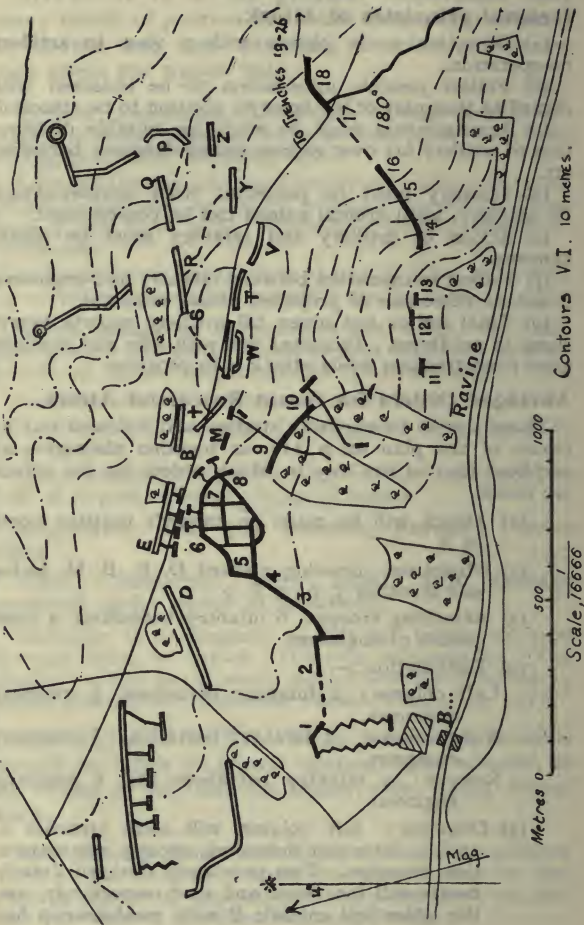 To Trenches 19-26
18
P
Q
Z
17
180°
Y
R
16
15
S
V
14
T
W
13
12
11
Ravine
B
M
10
9
8
7
E
6
5
4
D
3
2
1
B...
Mag.
4°
Metres 0 500 1000
Scale 16666
Contours V.I. 10 metres.